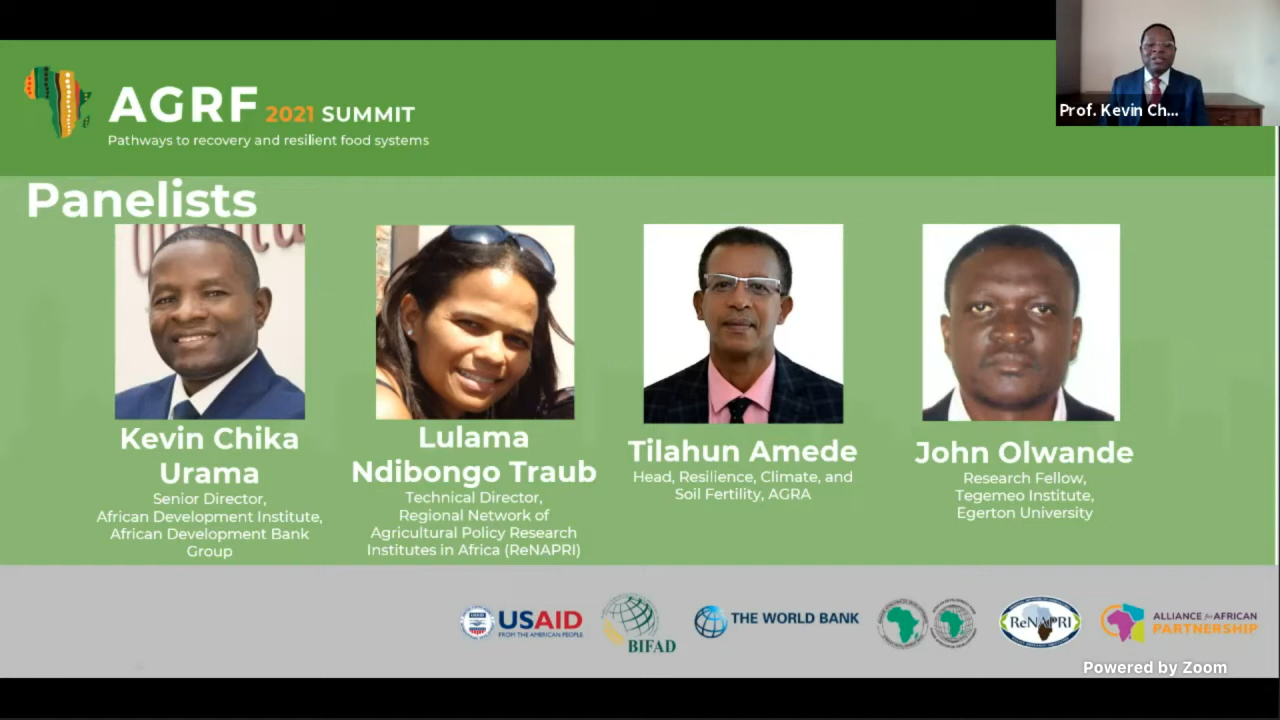 AGRF 2021 SUMMIT
Pathways to recovery and resilient food systems
Prof. Kevin Ch...
Panelists
Kevin Chika
Urama
Senior Director,
African Development Institute,
African Development Bank
Group
Lulama
Ndibongo Traub
Technical Director,
Regional Network of
Agricultural Policy Research
Institutes in Africa (ReNAPRI)
Tilahun Amede
Head, Resilience, Climate, and
Soil Fertility, AGRA
John Olwande
Research Fellow,
Tegemeo Institute,
Egerton University
USAID
FROM THE AMERICAN PEOPLE
BIFAD
THE WORLD BANK
ReNAPRI
ALLIANCE for AFRICAN
PARTNERSHIP
Powered by Zoom